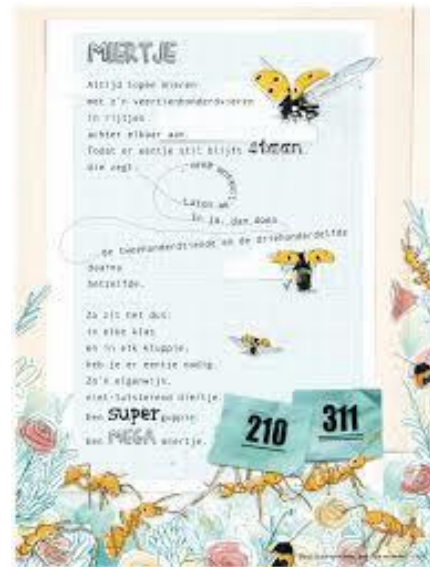 MIERTJE
Altijd lopen mieren
met z'n veertienhonderdvieren
in rijtjes
achter elkaar aan.
Todat er eentje stil blijft staan
die zegt:
Laten we
in ja, dan doen
de tweehonderdtiende en de driehonderdelfde
daarna
hetzelfde.
Zo zit het dus:
in elke klas
en in elk klupje,
heb je er eentje nodig.
Zo'n eigenwijs,
niet-luisterend diertje.
Een super guppie:
Een MEGA miertje.
210
311